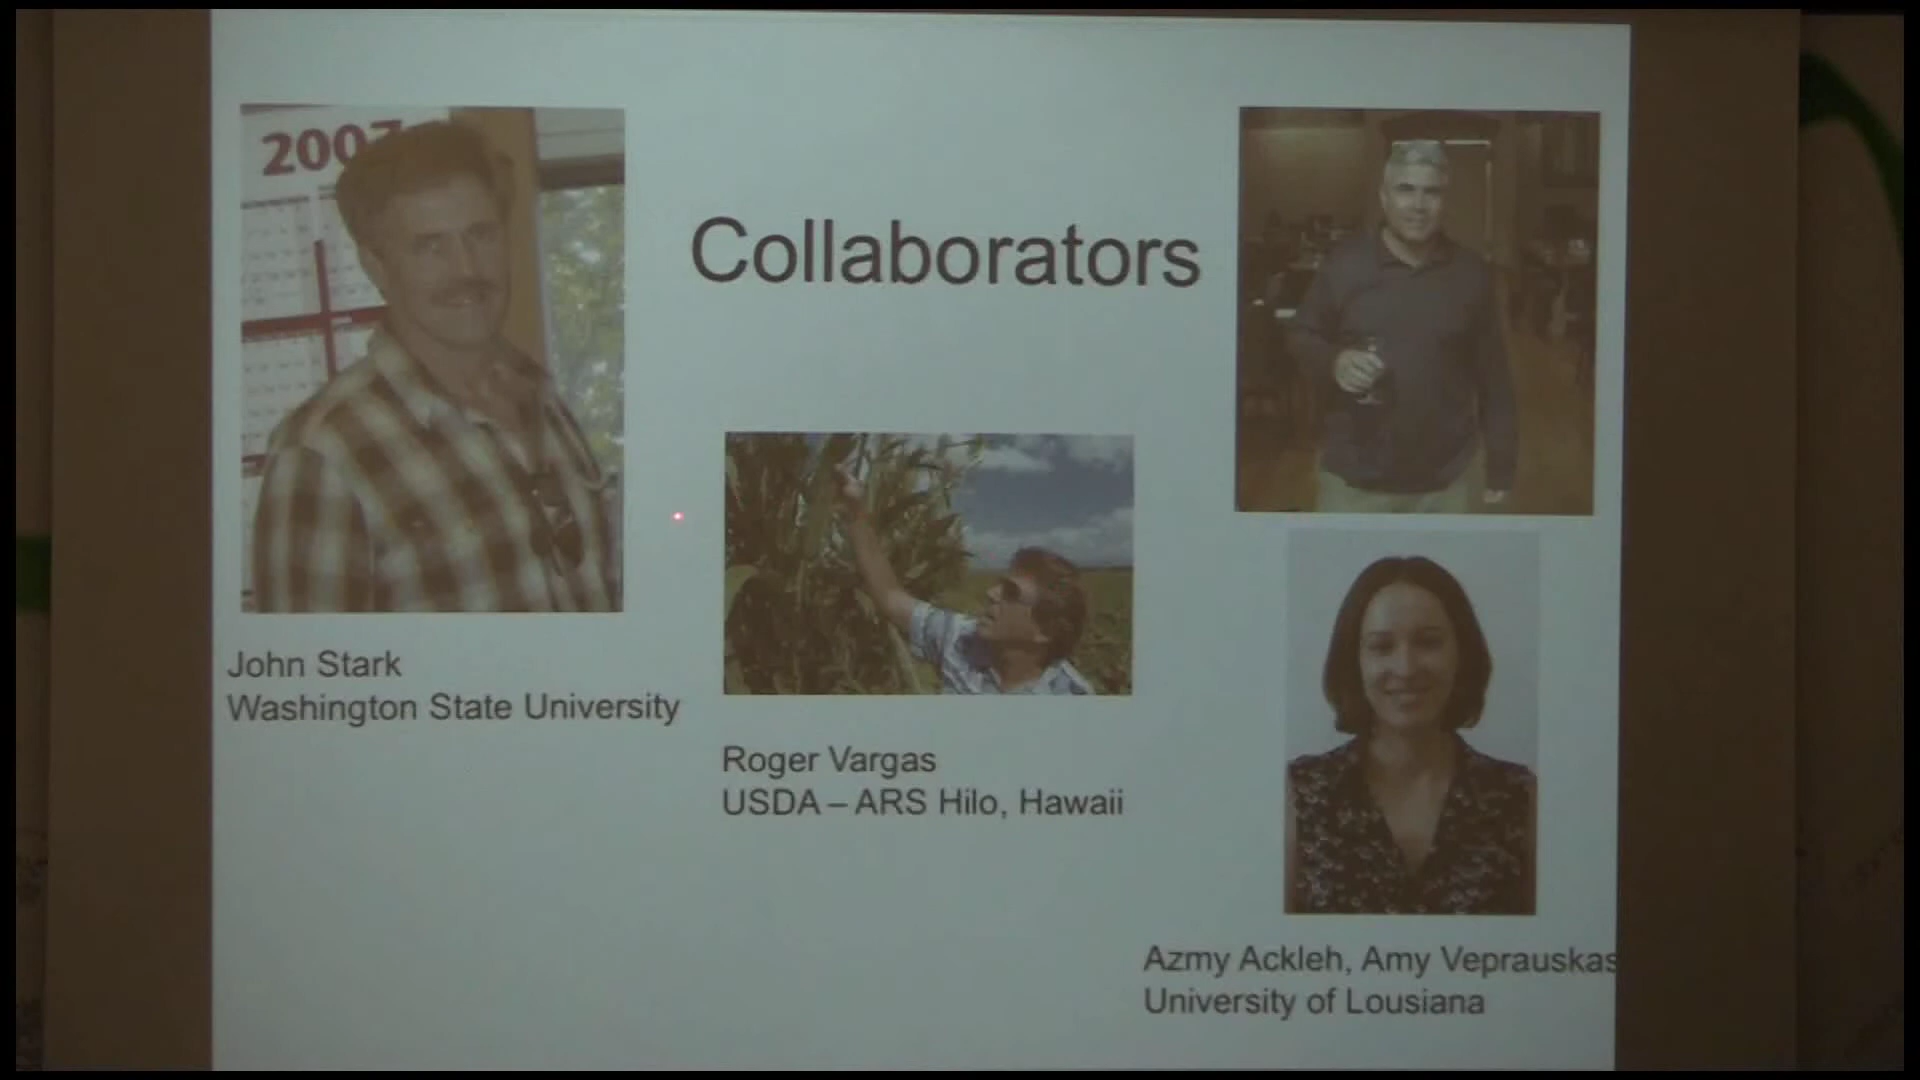 2007
Collaborators
John Stark
Washington State University
Roger Vargas
USDA – ARS Hilo, Hawaii
Azmy Ackleh, Amy Veprauskas
University of Lousiana